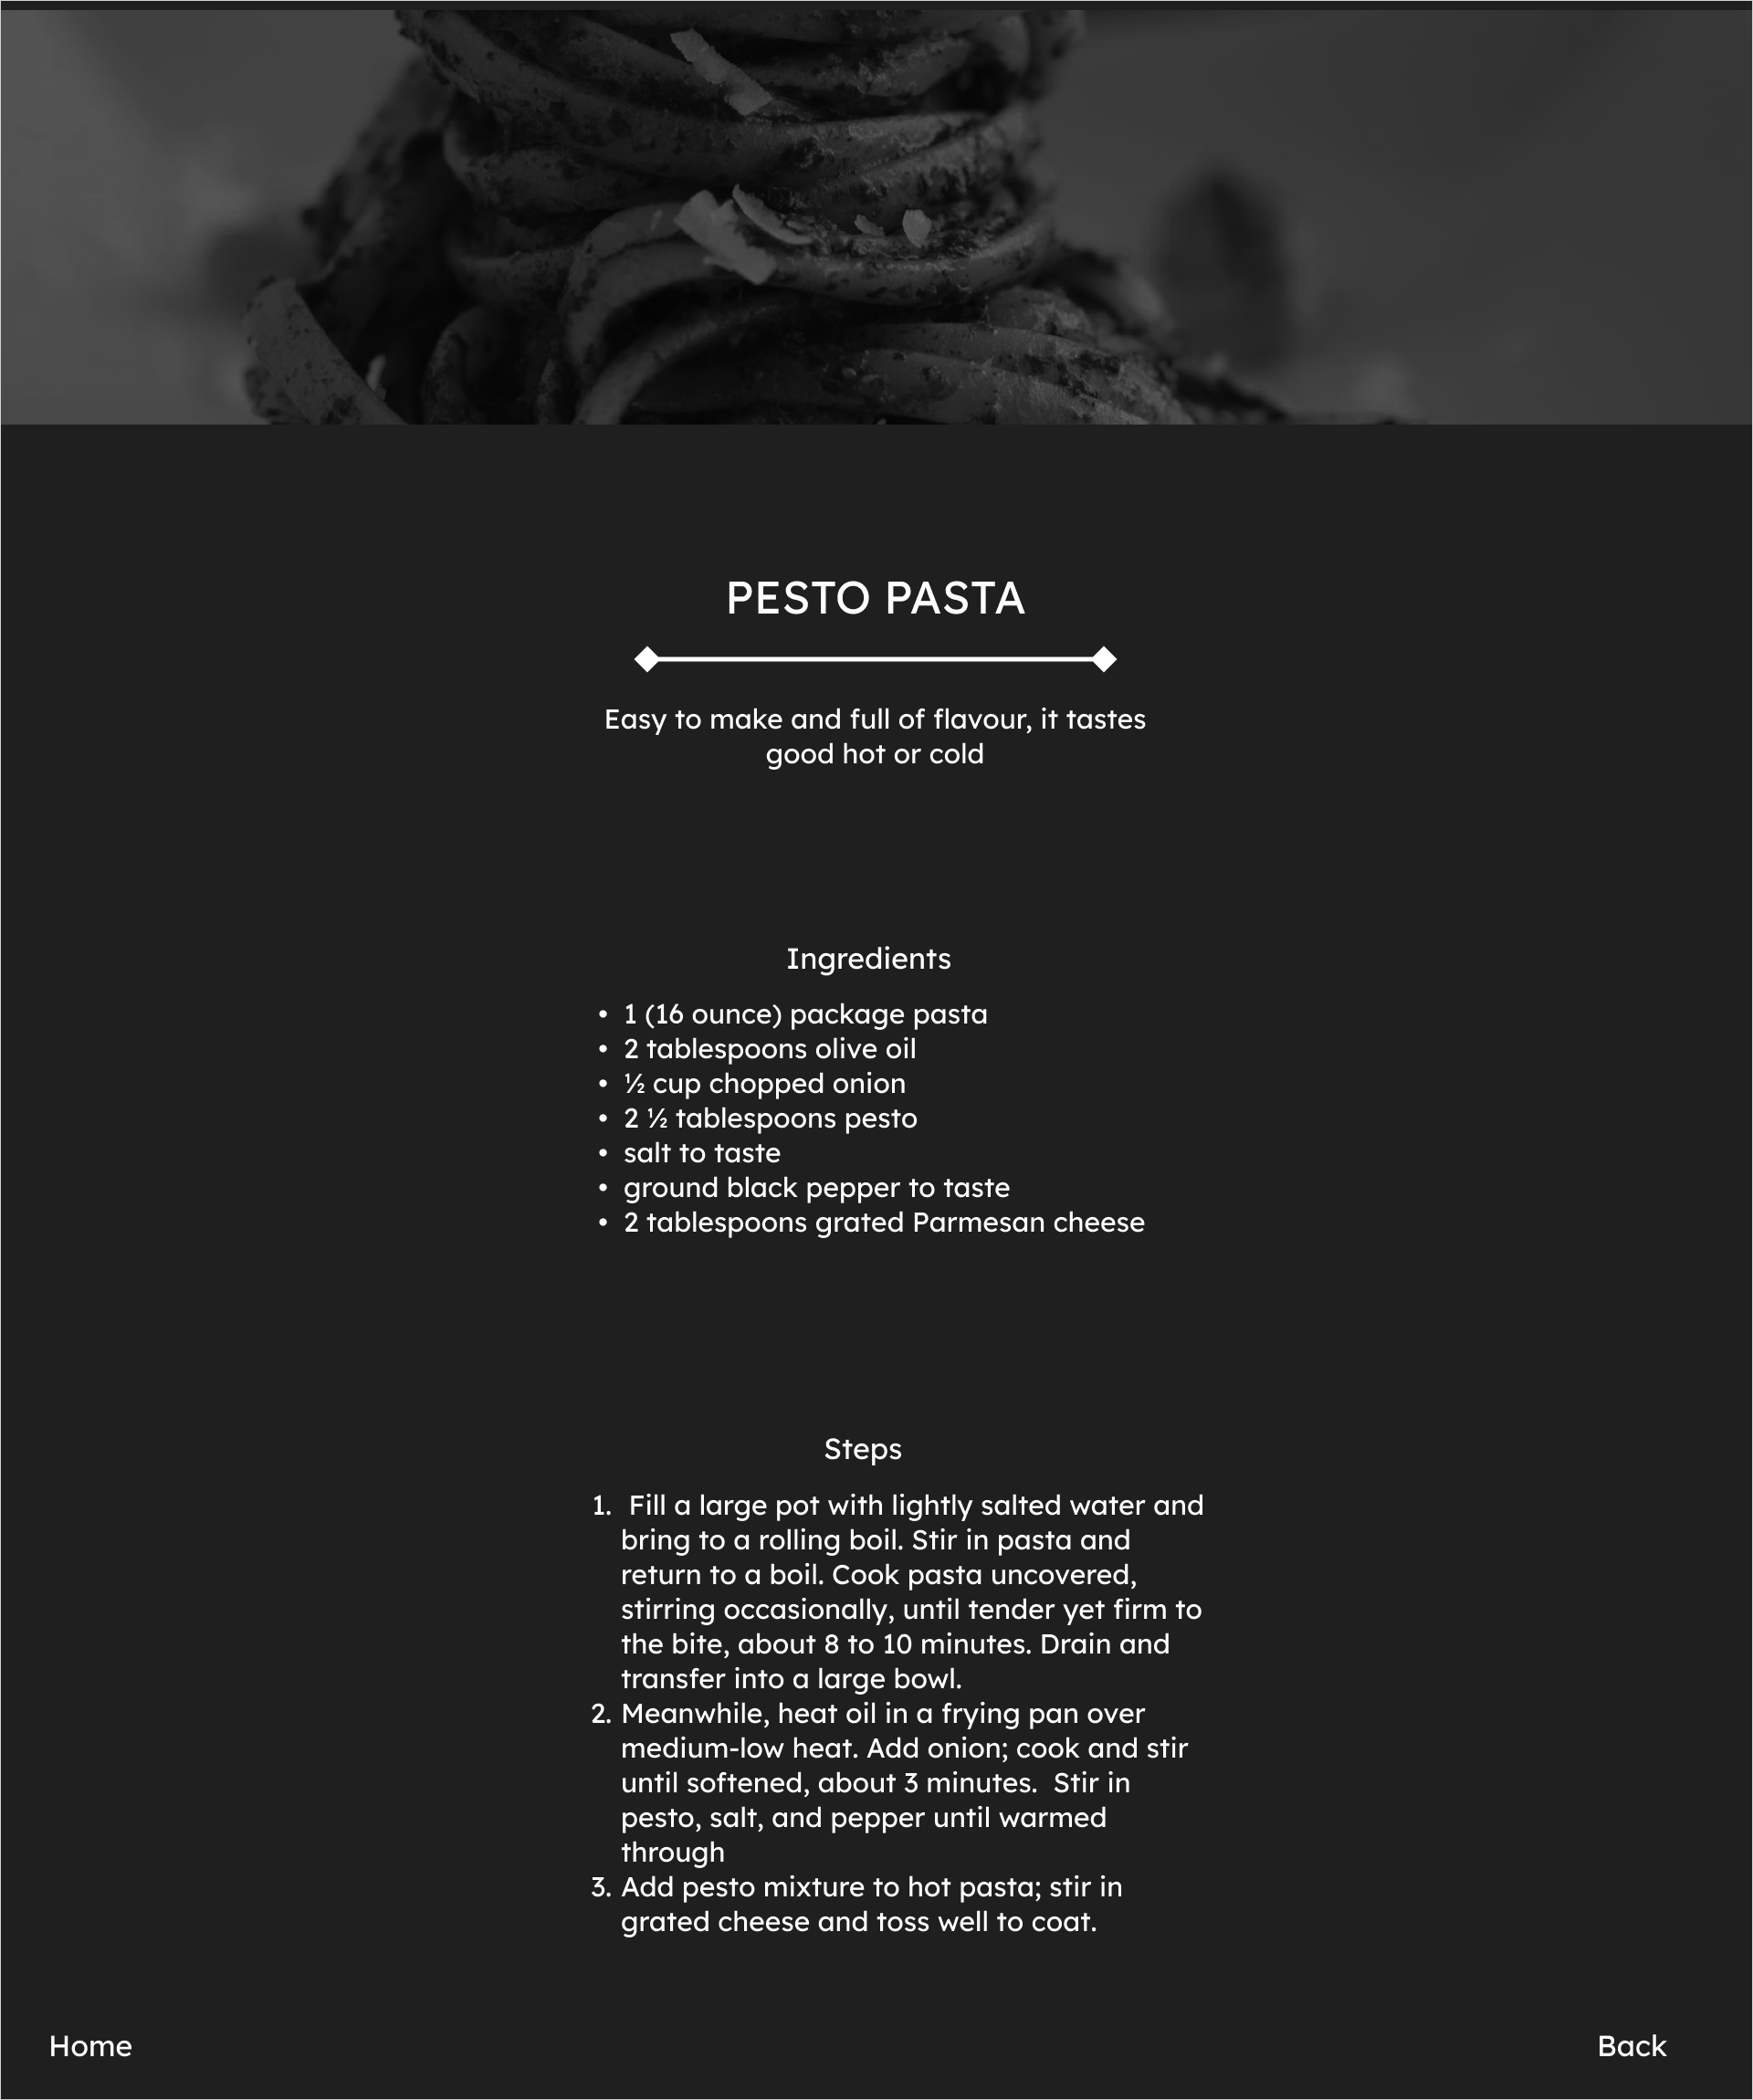 PESTO PASTA
Easy to make and full of flavour, it tastes
good hot or cold
Ingredients
• 1 (16 ounce) package pasta
• 2 tablespoons olive oil
• ½ cup chopped onion
• 2 ½ tablespoons pesto
• salt to taste
• ground black pepper to taste
• 2 tablespoons grated Parmesan cheese
Steps
1. Fill a large pot with lightly salted water and
bring to a rolling boil. Stir in pasta and
return to a boil. Cook pasta uncovered,
stirring occasionally, until tender yet firm to
the bite, about 8 to 10 minutes. Drain and
transfer into a large bowl.
2. Meanwhile, heat oil in a frying pan over
medium-low heat. Add onion; cook and stir
until softened, about 3 minutes.  Stir in
pesto, salt, and pepper until warmed
through
3. Add pesto mixture to hot pasta; stir in
grated cheese and toss well to coat.
Home
Back